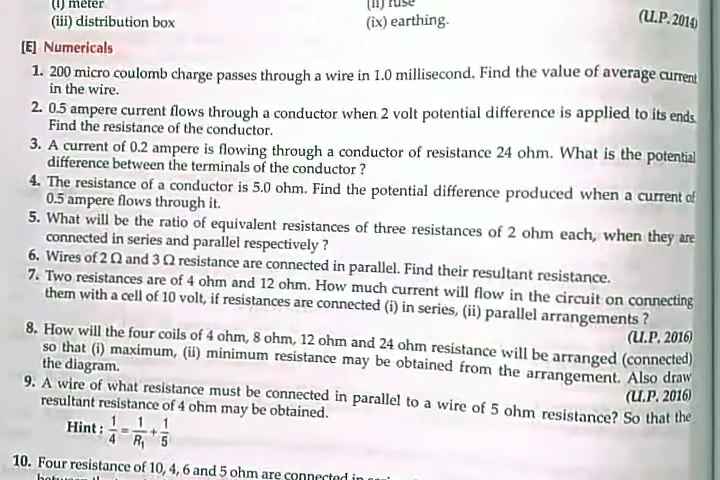 (i) meter
(ii) fuse
(iii) distribution box
(ix) earthing.
(U.P. 2014)
[E] Numericals
1. 200 micro coulomb charge passes through a wire in 1.0 millisecond. Find the value of average current
in the wire.
2. 0.5 ampere current flows through a conductor when 2 volt potential difference is applied to its ends.
Find the resistance of the conductor.
3. A current of 0.2 ampere is flowing through a conductor of resistance 24 ohm. What is the potential
difference between the terminals of the conductor ?
4. The resistance of a conductor is 5.0 ohm. Find the potential difference produced when a current of
0.5 ampere flows through it.
5. What will be the ratio of equivalent resistances of three resistances of 2 ohm each, when they are
connected in series and parallel respectively ?
6. Wires of 2 Ω and 3 Ω resistance are connected in parallel. Find their resultant resistance.
7. Two resistances are of 4 ohm and 12 ohm. How much current will flow in the circuit on connecting
them with a cell of 10 volt, if resistances are connected (i) in series, (ii) parallel arrangements ?
(U.P. 2016)
8. How will the four coils of 4 ohm, 8 ohm, 12 ohm and 24 ohm resistance will be arranged (connected)
so that (i) maximum, (ii) minimum resistance may be obtained from the arrangement. Also draw
the diagram.
(U.P. 2016)
9. A wire of what resistance must be connected in parallel to a wire of 5 ohm resistance? So that the
resultant resistance of 4 ohm may be obtained.
Hint : 1/4 = 1/R₁ + 1/5
10. Four resistance of 10, 4, 6 and 5 ohm are connected in